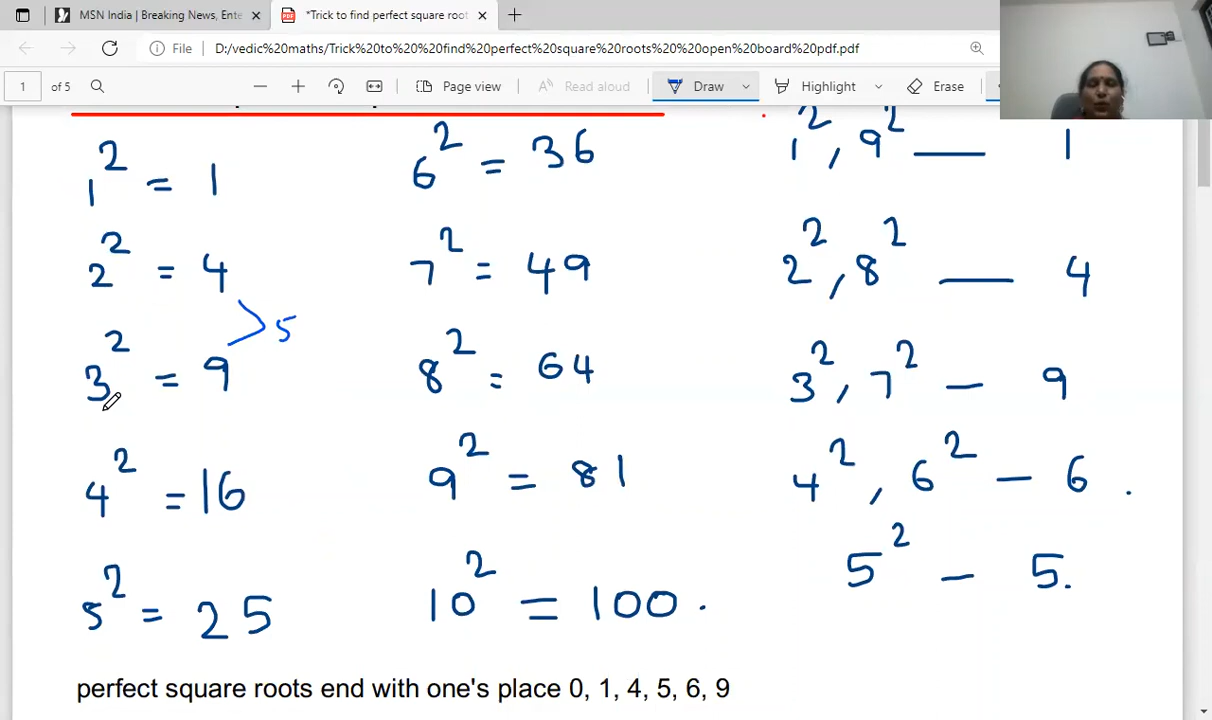 MSN India | Breaking News, Ente
*Trick to find perfect square root
File D:/vedic%20maths/Trick%20to%20%20find%20perfect%20square%20roots%20%20open%20board%20pdf.pdf
1 of 5 Page view Read aloud Draw Highlight Erase
1² = 1 6² = 36 1², 9² — 1
2² = 4 7² = 49 2², 8² — 4
> 5
3² = 9 8² = 64 3², 7² — 9
4² = 16 9² = 81 4², 6² — 6 .
5² = 25 10² = 100 . 5² — 5.
perfect square roots end with one's place 0, 1, 4, 5, 6, 9